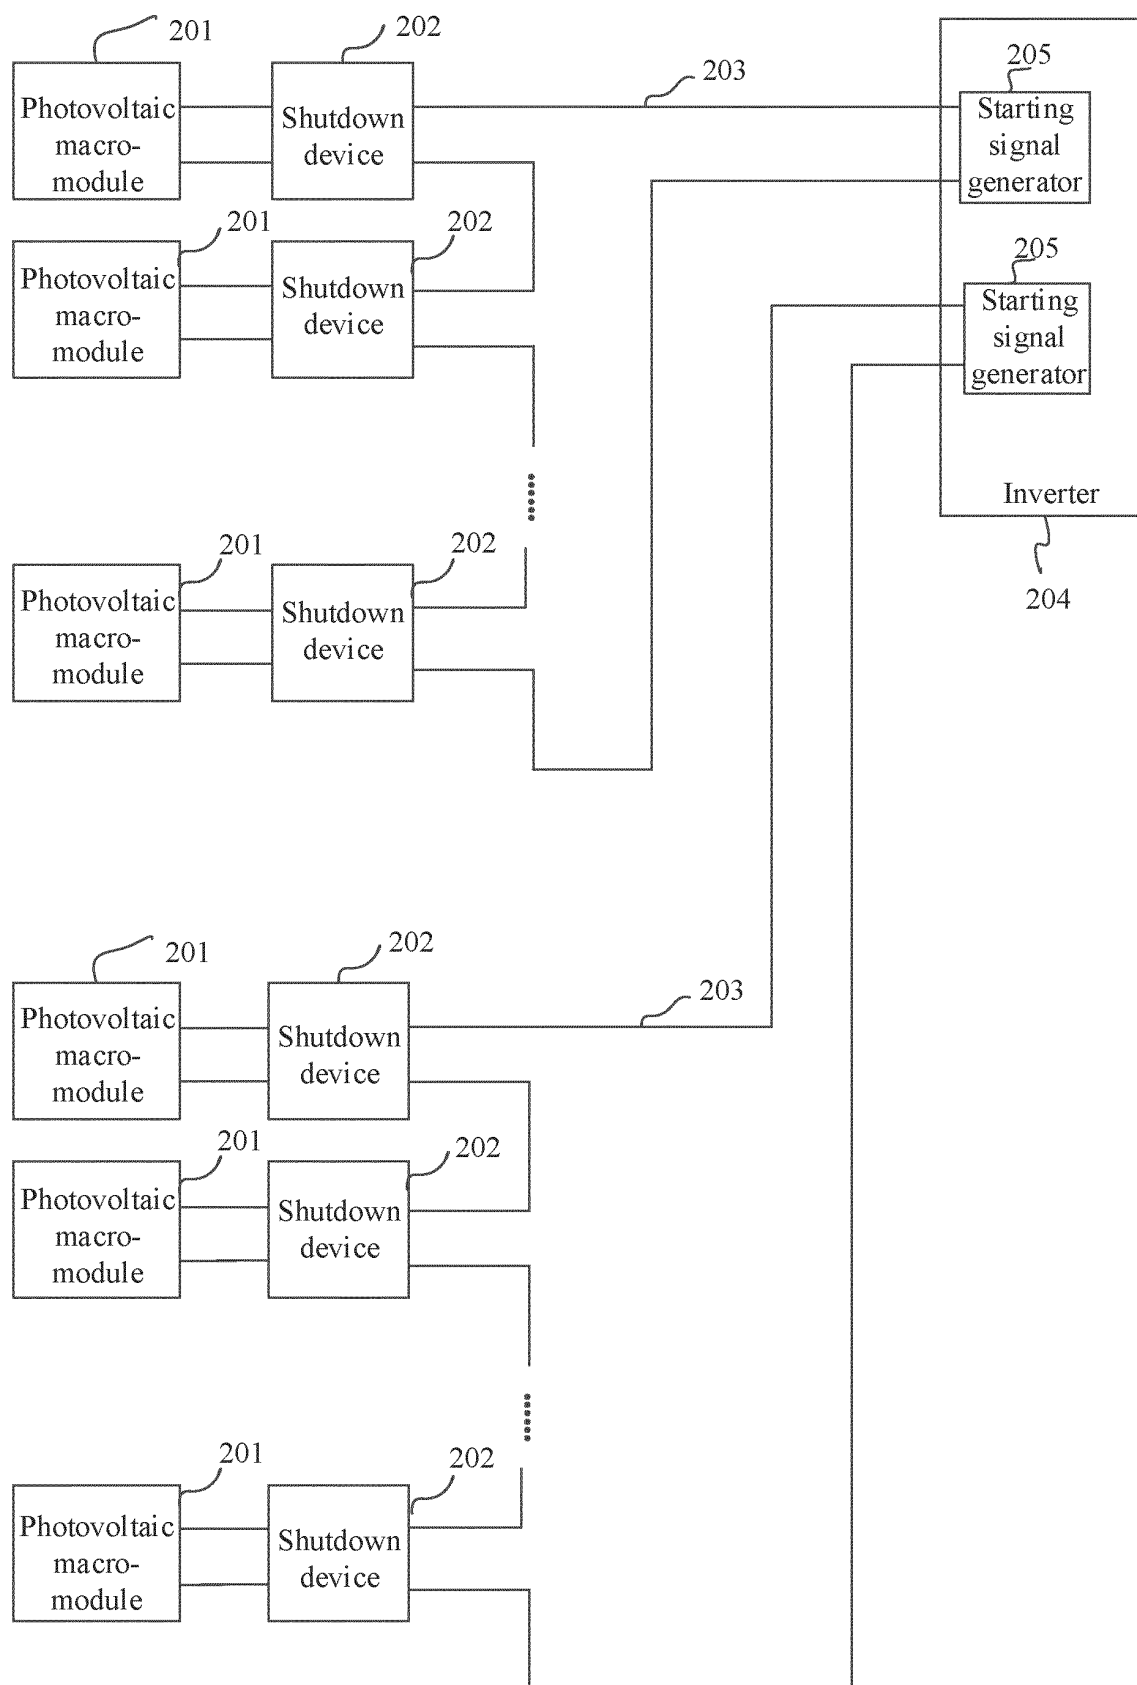 201
202
203
205
Photovoltaic
macro-
module
Shutdown
device
Starting
signal
generator
201
202
205
Photovoltaic
macro-
module
Shutdown
device
Starting
signal
generator
Inverter
204
201
202
Photovoltaic
macro-
module
Shutdown
device
201
202
203
Photovoltaic
macro-
module
Shutdown
device
201
202
Photovoltaic
macro-
module
Shutdown
device
201
202
Photovoltaic
macro-
module
Shutdown
device